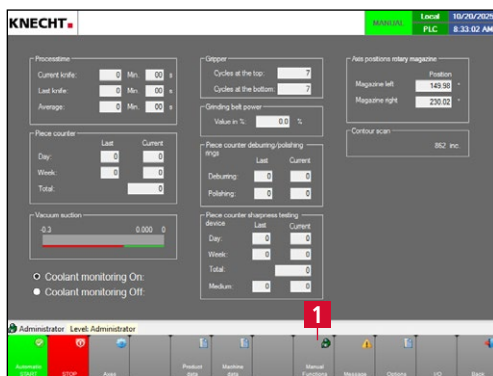 KNECHT
MANUAL
Local
10/20/2025
PLC
8:33:02 AM
Processtime
Current knife: 0 Min. 00 s
Last knife: 0 Min. 00 s
Average: 0 Min. 00 s
Piece counter
Last Current
Day: 0 0
Week: 0 0
Total: 0
Vacuum suction
-0.3 0.000 0
Coolant monitoring On:
Coolant monitoring Off:
Gripper
Cycles at the top: 7
Cycles at the bottom: 7
Grinding belt power
Value in %: 0.0 %
Piece counter deburring/polishing
rings
Last Current
Deburring: 0 0
Polishing: 0 0
Piece counter sharpness testing
device Last Current
Day: 0 0
Week: 0 0
Total: 0
Medium: 0 0
Axis positions rotary magazine
Position
Magazine left 149.98 °
Magazine right 230.02 °
Contour scan
862 inc.
1
Administrator Level: Administrator
Automatic
START
STOP
Axes
Product
data
Machine
data
Manual
Functions
Message
Options
I/O
Back